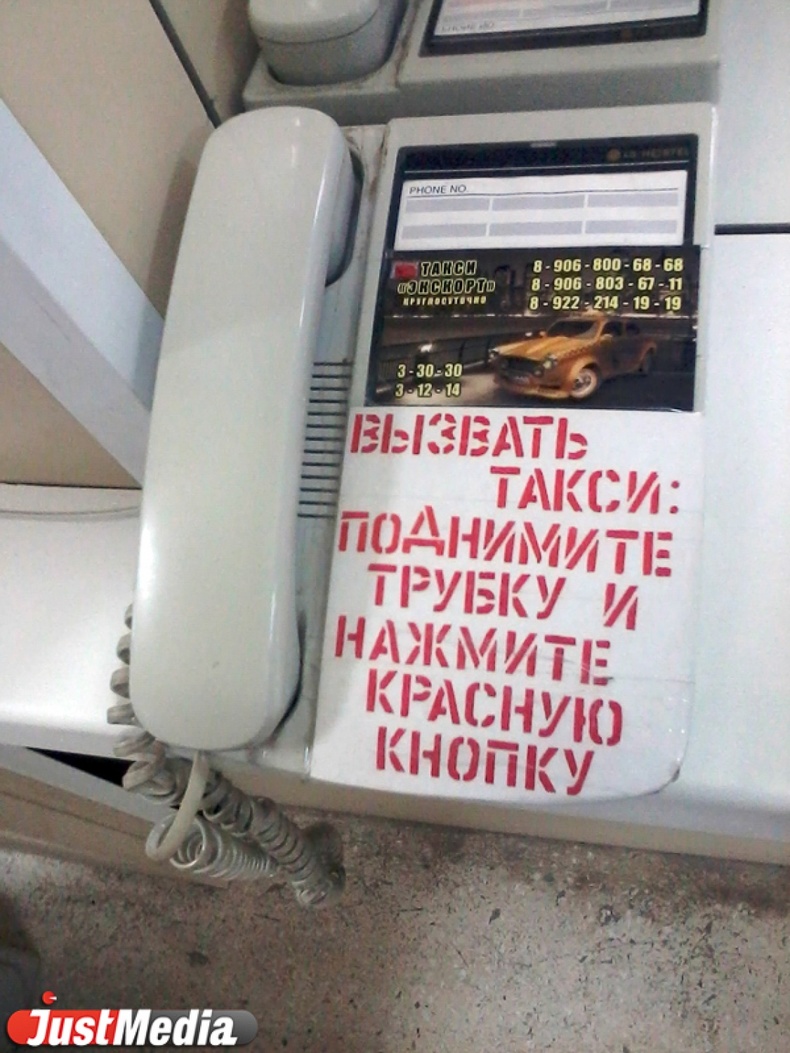 PHONE NO.
ТАКСИ
«ЭКСКОРТ»
КРУГЛОСУТОЧНО
8 - 906 - 800 - 68 - 68
8 - 906 - 803 - 67 - 11
8 - 922 - 214 - 19 - 19
3 - 30 - 30
3 - 12 - 14
ВЫЗВАТЬ
ТАКСИ:
ПОДНИМИТЕ
ТРУБКУ И
НАЖМИТЕ
КРАСНУЮ
КНОПКУ
JustMedia